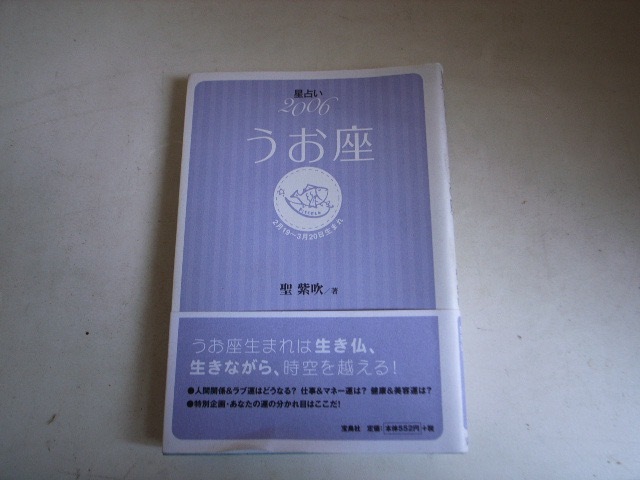 星占い
2006
うお座
PISCES
2月19〜3月20日生まれ
聖 紫吹/著
うお座生まれは生き仏、
生きながら、時空を越える!
●人間関係&ラブ運はどうなる? 仕事&マネー運は? 健康&美容運は?
●特別企画・あなたの運の分かれ目はここだ!
宝島社 定価:本体552円+税